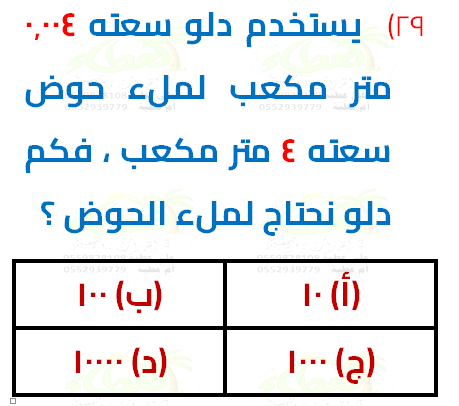 ٢٩) يستخدم دلو سعته ٠,٠٠٤
متر مكعب لملء حوض
سعته ٤ متر مكعب ، فكم
دلو نحتاج لملء الحوض ؟
أ) ١٠)
ب) ١٠٠)
ج) ١٠٠٠)
د) ١٠٠٠٠)